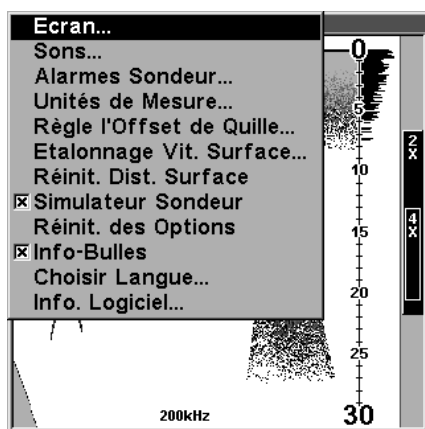 Ecran...
Sons...
Alarmes Sondeur...
Unités de Mesure...
Règle l'Offset de Quille...
Etalonnage Vit. Surface...
Réinit. Dist. Surface
Simulateur Sondeur
Réinit. des Options
Info-Bulles
Choisir Langue...
Info. Logiciel...
0
5
10
15
20
25
30
2X
4X
200kHz